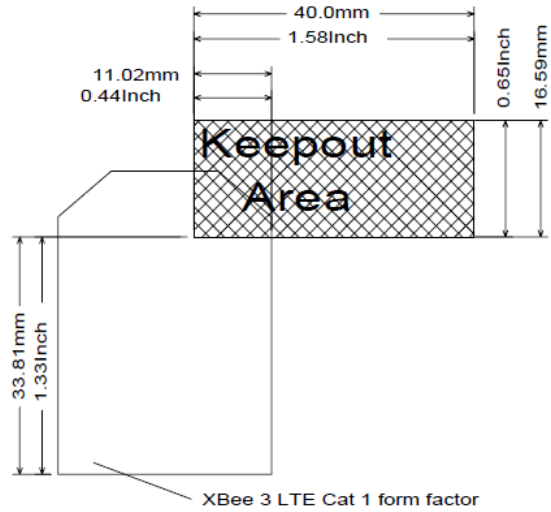 40.0mm
1.58Inch
11.02mm
0.44Inch
0.65Inch
16.59mm
Keepout
Area
33.81mm
1.33Inch
XBee 3 LTE Cat 1 form factor